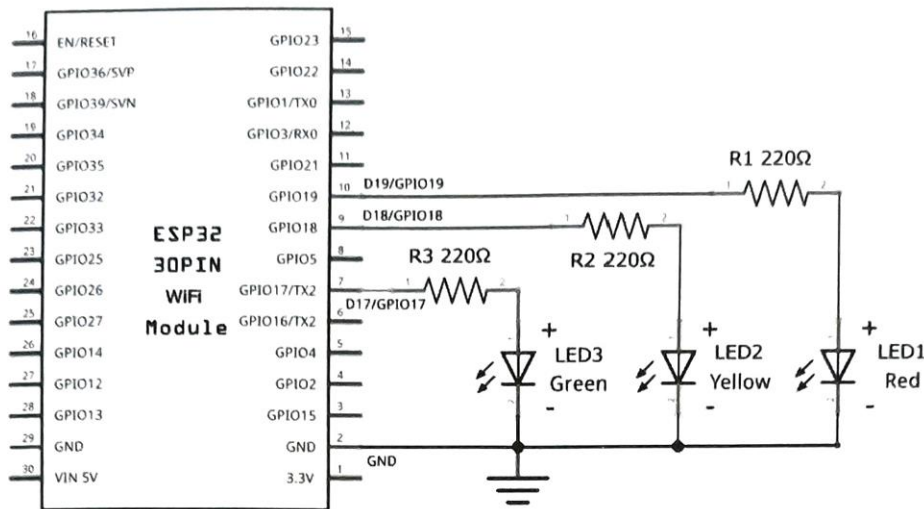 16 EN/RESET GPIO23 15
17 GPIO36/SVP GPIO22 14
18 GPIO39/SVN GPIO1/TX0 13
19 GPIO34 GPIO3/RX0 12
20 GPIO35 GPIO21 11
21 GPIO32 GPIO19 10 D19/GPIO19 1 R1 220Ω 2
22 GPIO33 GPIO18 9 D18/GPIO18 1 R2 220Ω 2
23 GPIO25 GPIO5 8
24 GPIO26 GPIO17/TX2 7 D17/GPIO17 1 R3 220Ω 2
25 GPIO27 GPIO16/TX2 6
26 GPIO14 GPIO4 5
27 GPIO12 GPIO2 4
28 GPIO13 GPIO15 3
29 GND GND 2 GND
30 VIN 5V 3.3V 1
ESP32
30PIN
WiFi
Module
+ + +
LED3 LED2 LED1
Green Yellow Red
- - -